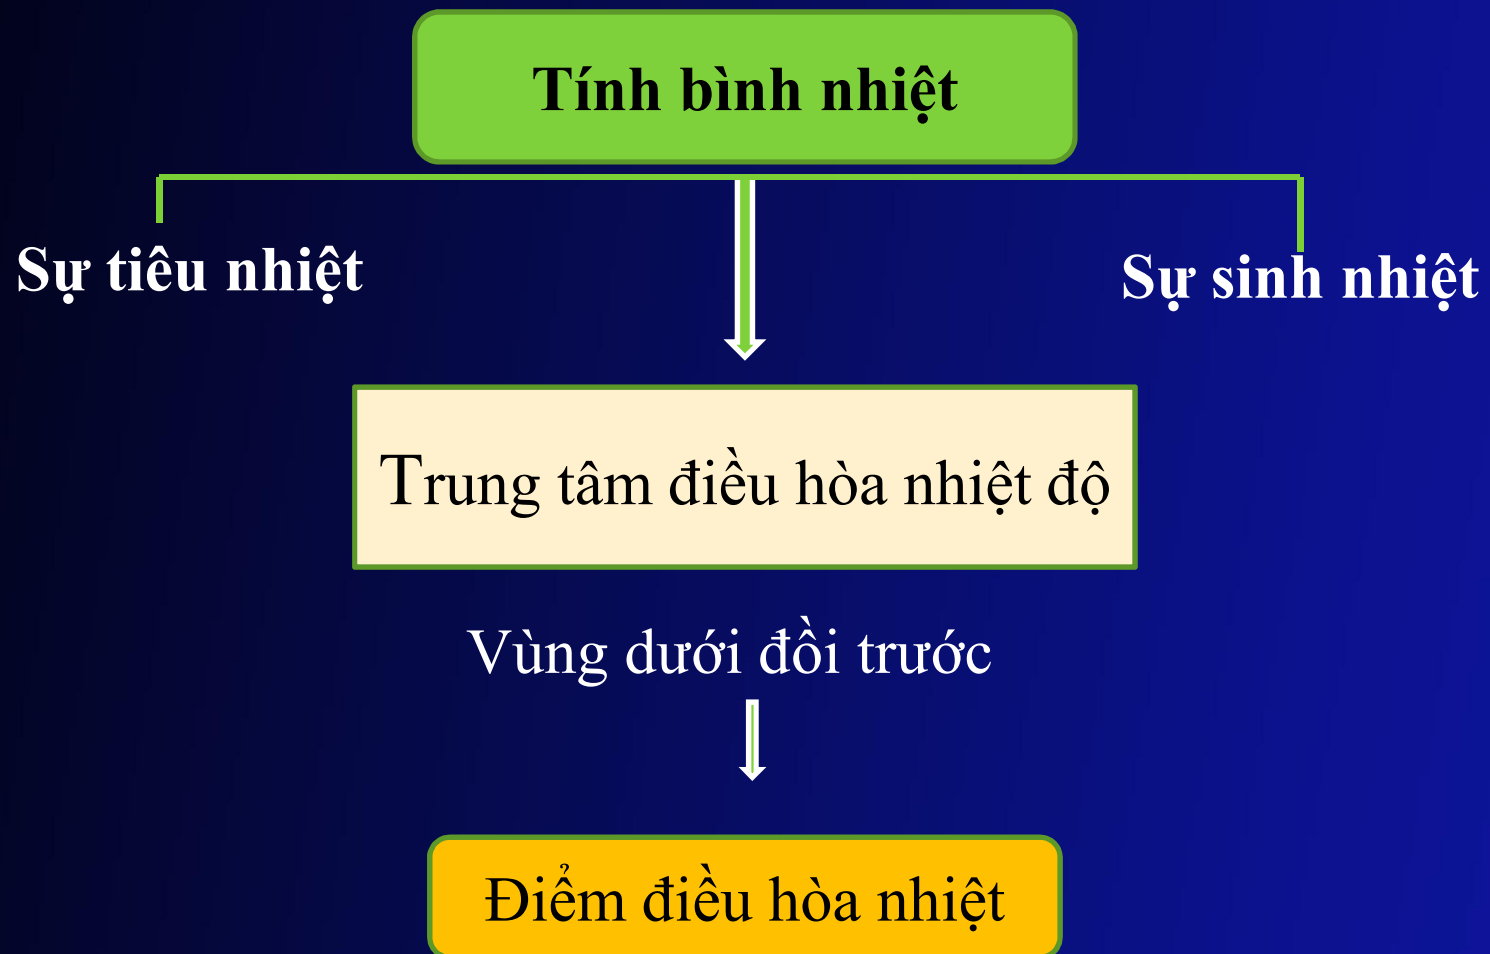 Tính bình nhiệt
Sự tiêu nhiệt
Sự sinh nhiệt
Trung tâm điều hòa nhiệt độ
Vùng dưới đồi trước
Điểm điều hòa nhiệt